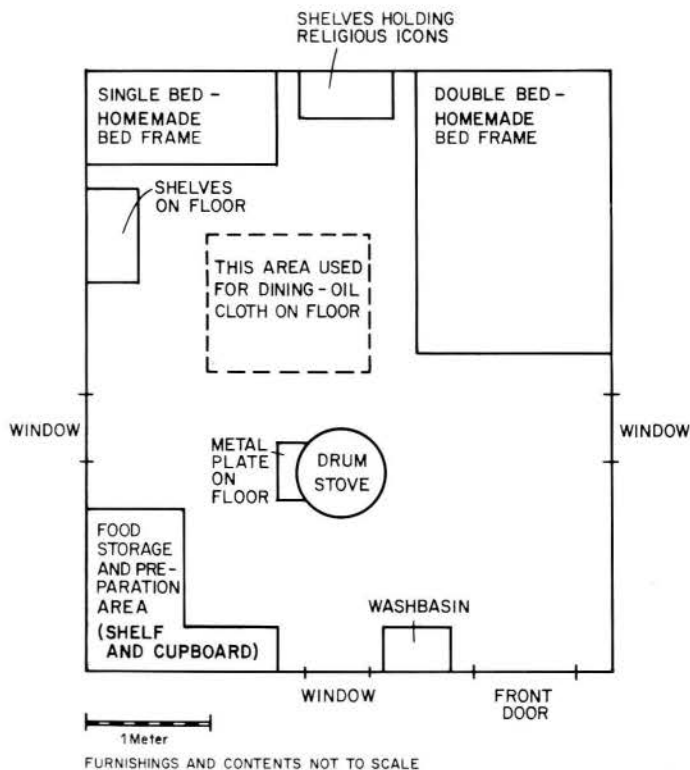 SHELVES HOLDING
RELIGIOUS ICONS
SINGLE BED -
HOMEMADE
BED FRAME
DOUBLE BED -
HOMEMADE
BED FRAME
SHELVES
ON FLOOR
THIS AREA USED
FOR DINING - OIL
CLOTH ON FLOOR
WINDOW
WINDOW
METAL
PLATE
ON
FLOOR
DRUM
STOVE
FOOD
STORAGE
AND PRE-
PARATION
AREA
(SHELF
AND CUPBOARD)
WASHBASIN
WINDOW
FRONT
DOOR
1 Meter
FURNISHINGS AND CONTENTS NOT TO SCALE